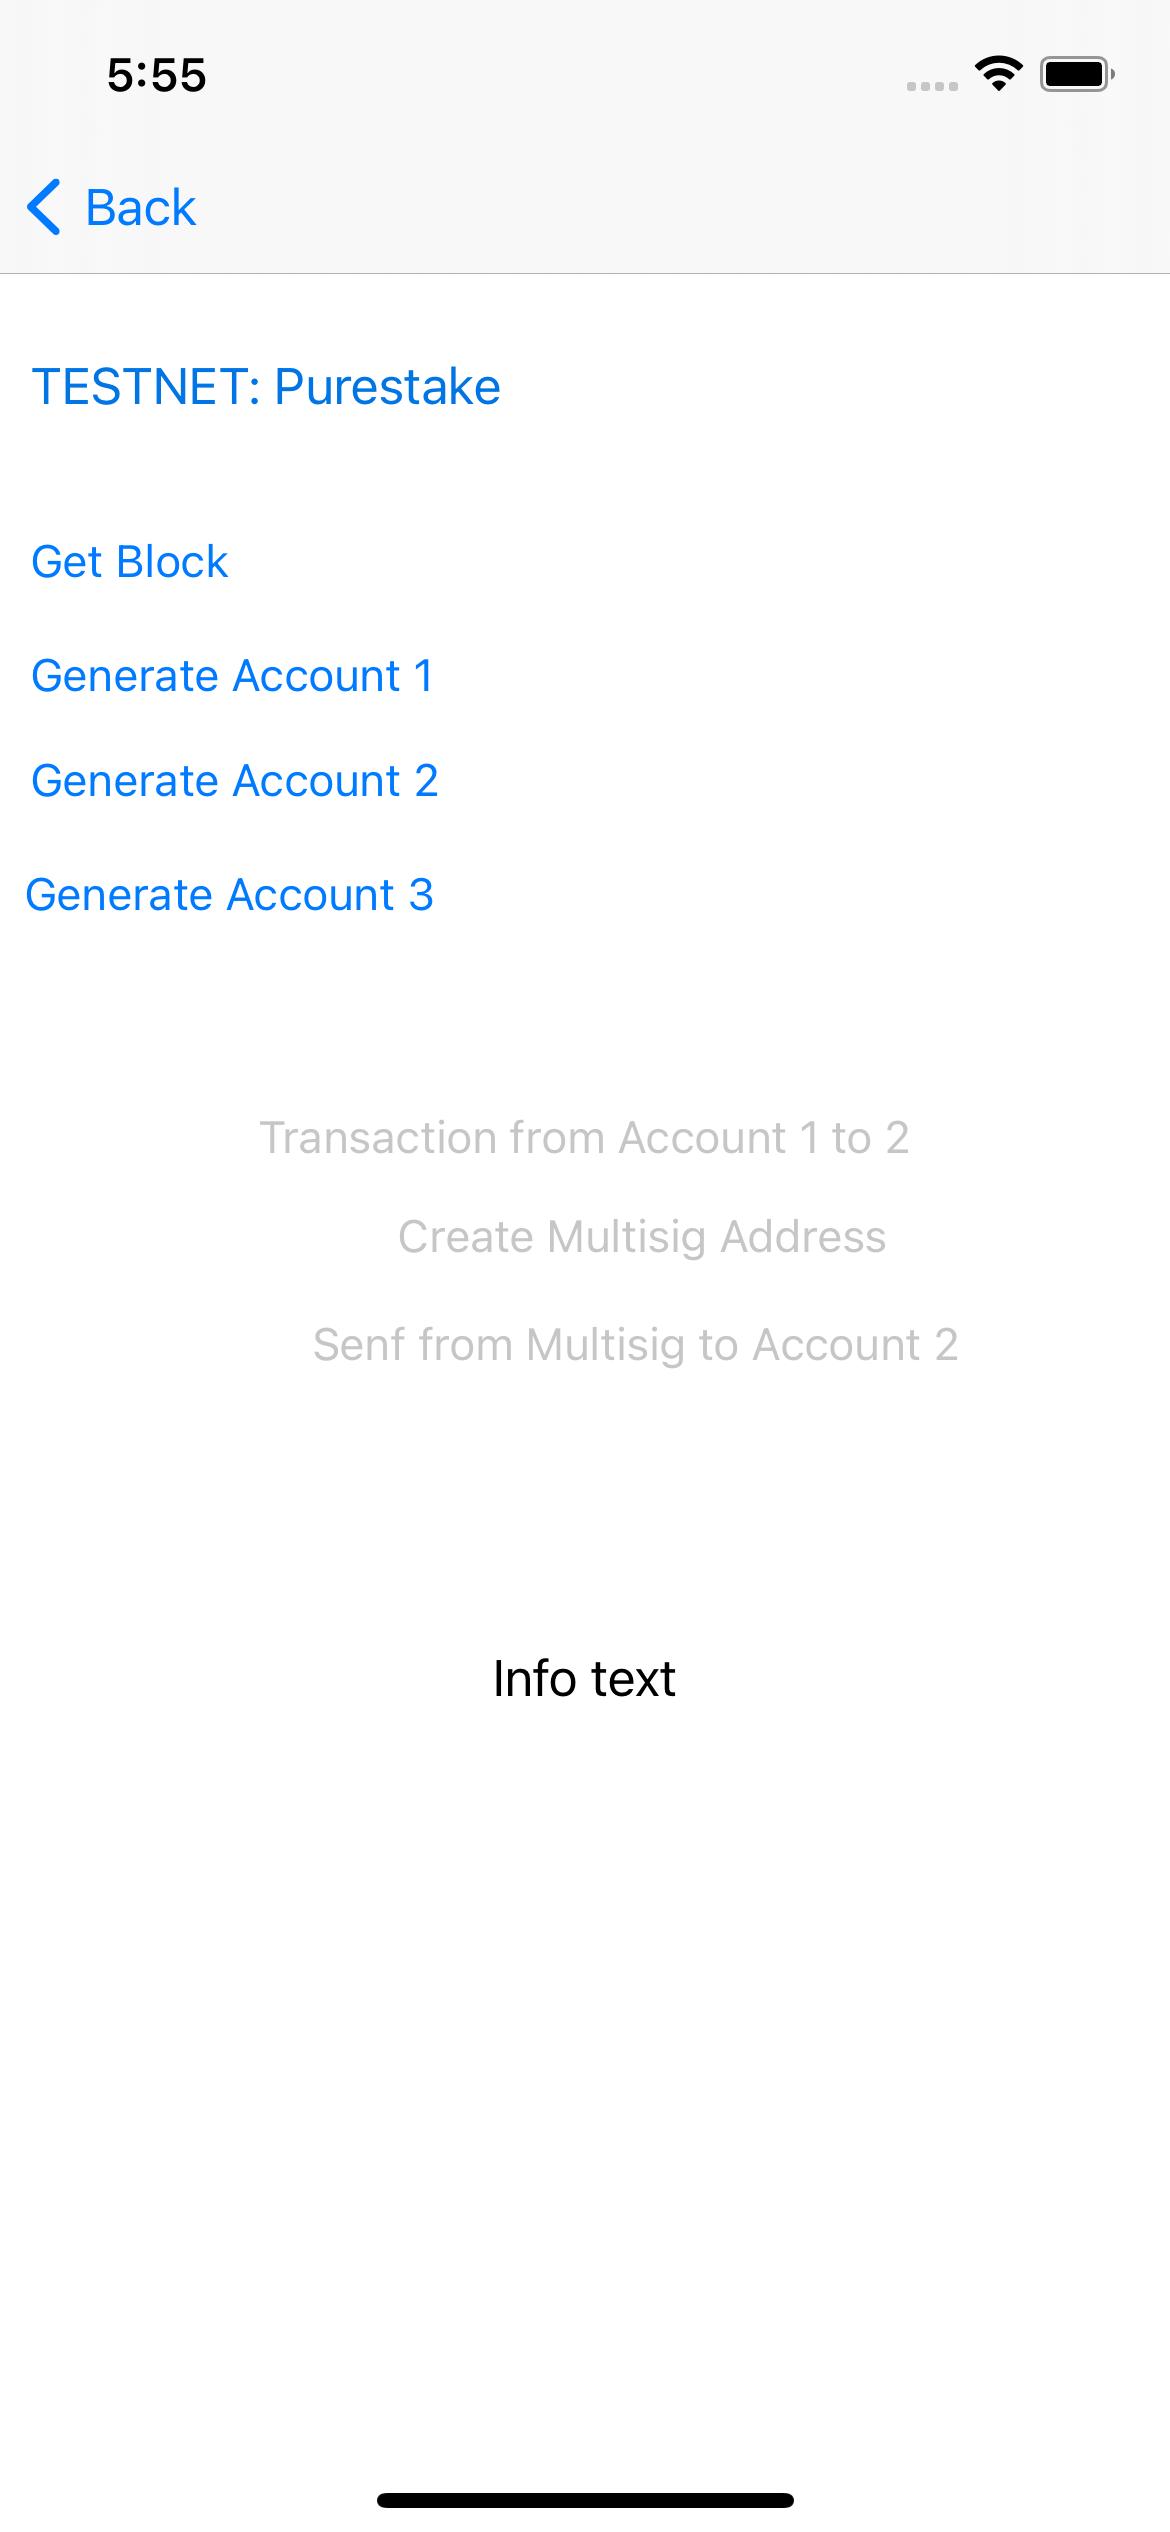 5:55
Back
TESTNET: Purestake
Get Block
Generate Account 1
Generate Account 2
Generate Account 3
Transaction from Account 1 to 2
Create Multisig Address
Senf from Multisig to Account 2
Info text